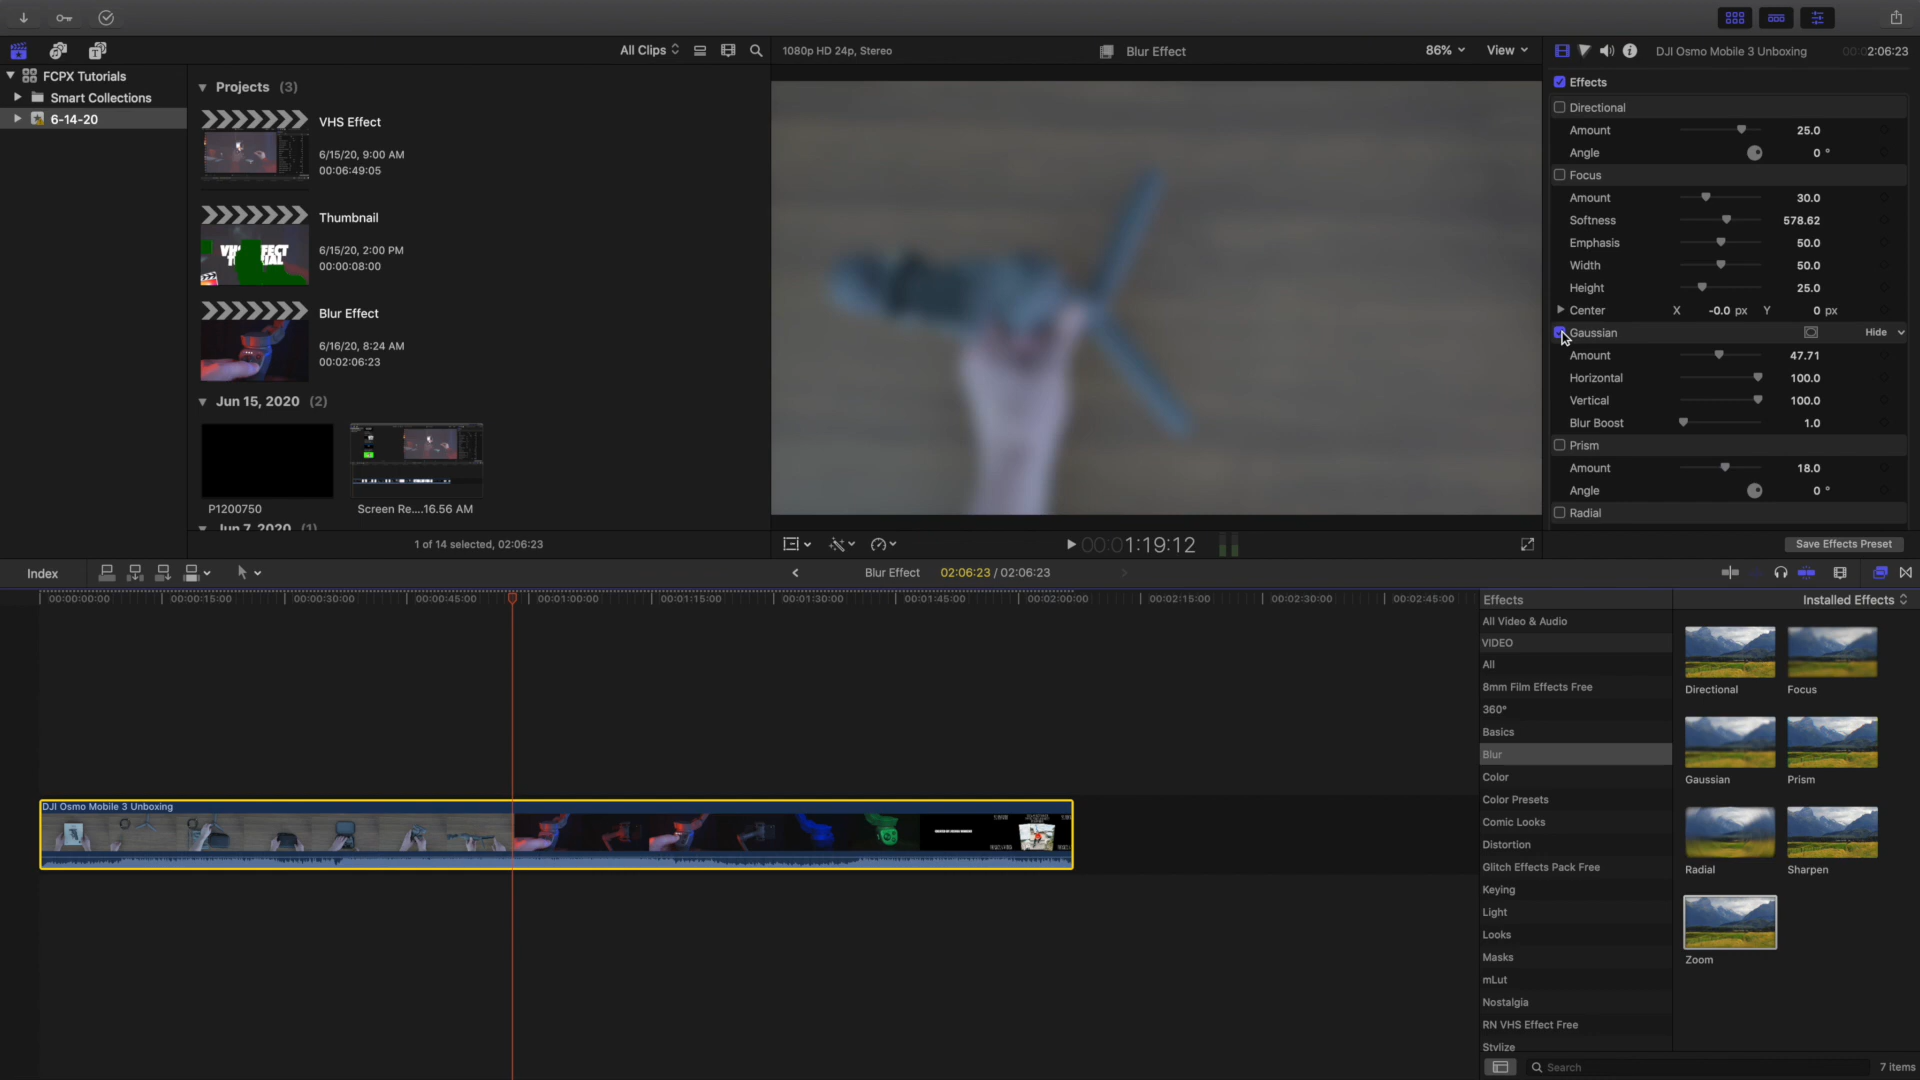 All Clips
1080p HD 24p, Stereo
Blur Effect
86%
View
DJI Osmo Mobile 3 Unboxing
00:02:06:23
FCPX Tutorials
Smart Collections
6-14-20
Projects (3)
VHS Effect
6/15/20, 9:00 AM
00:06:49:05
Thumbnail
6/15/20, 2:00 PM
00:00:08:00
Blur Effect
6/16/20, 8:24 AM
00:02:06:23
Jun 15, 2020 (2)
P1200750
Screen Re....16.56 AM
Jun 7, 2020 (1)
1 of 14 selected, 02:06:23
00:01:19:12
Effects
Directional
Amount 25.0
Angle 0 °
Focus
Amount 30.0
Softness 578.62
Emphasis 50.0
Width 50.0
Height 25.0
Center X -0.0 px Y 0 px
Gaussian Hide
Amount 47.71
Horizontal 100.0
Vertical 100.0
Blur Boost 1.0
Prism
Amount 18.0
Angle 0 °
Radial
Save Effects Preset
Index
Blur Effect 02:06:23 / 02:06:23
00:00:00:00 00:00:15:00 00:00:30:00 00:00:45:00 00:01:00:00 00:01:15:00 00:01:30:00 00:01:45:00 00:02:00:00 00:02:15:00 00:02:30:00 00:02:45:00
DJI Osmo Mobile 3 Unboxing
Effects
Installed Effects
All Video & Audio
VIDEO
All
8mm Film Effects Free
360°
Basics
Blur
Color
Color Presets
Comic Looks
Distortion
Glitch Effects Pack Free
Keying
Light
Looks
Masks
mLut
Nostalgia
RN VHS Effect Free
Stylize
Directional
Focus
Gaussian
Prism
Radial
Sharpen
Zoom
Search
7 items